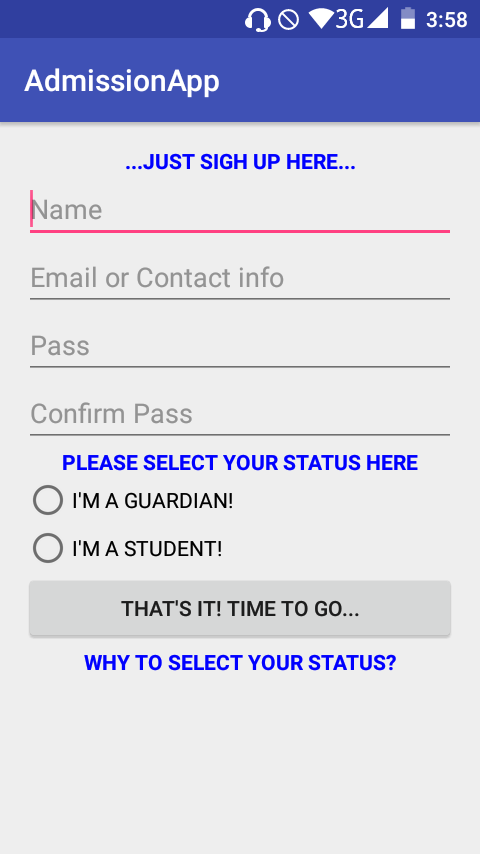 3G 3:58
AdmissionApp
...JUST SIGH UP HERE...
Name
Email or Contact info
Pass
Confirm Pass
PLEASE SELECT YOUR STATUS HERE
I'M A GUARDIAN!
I'M A STUDENT!
THAT'S IT! TIME TO GO...
WHY TO SELECT YOUR STATUS?